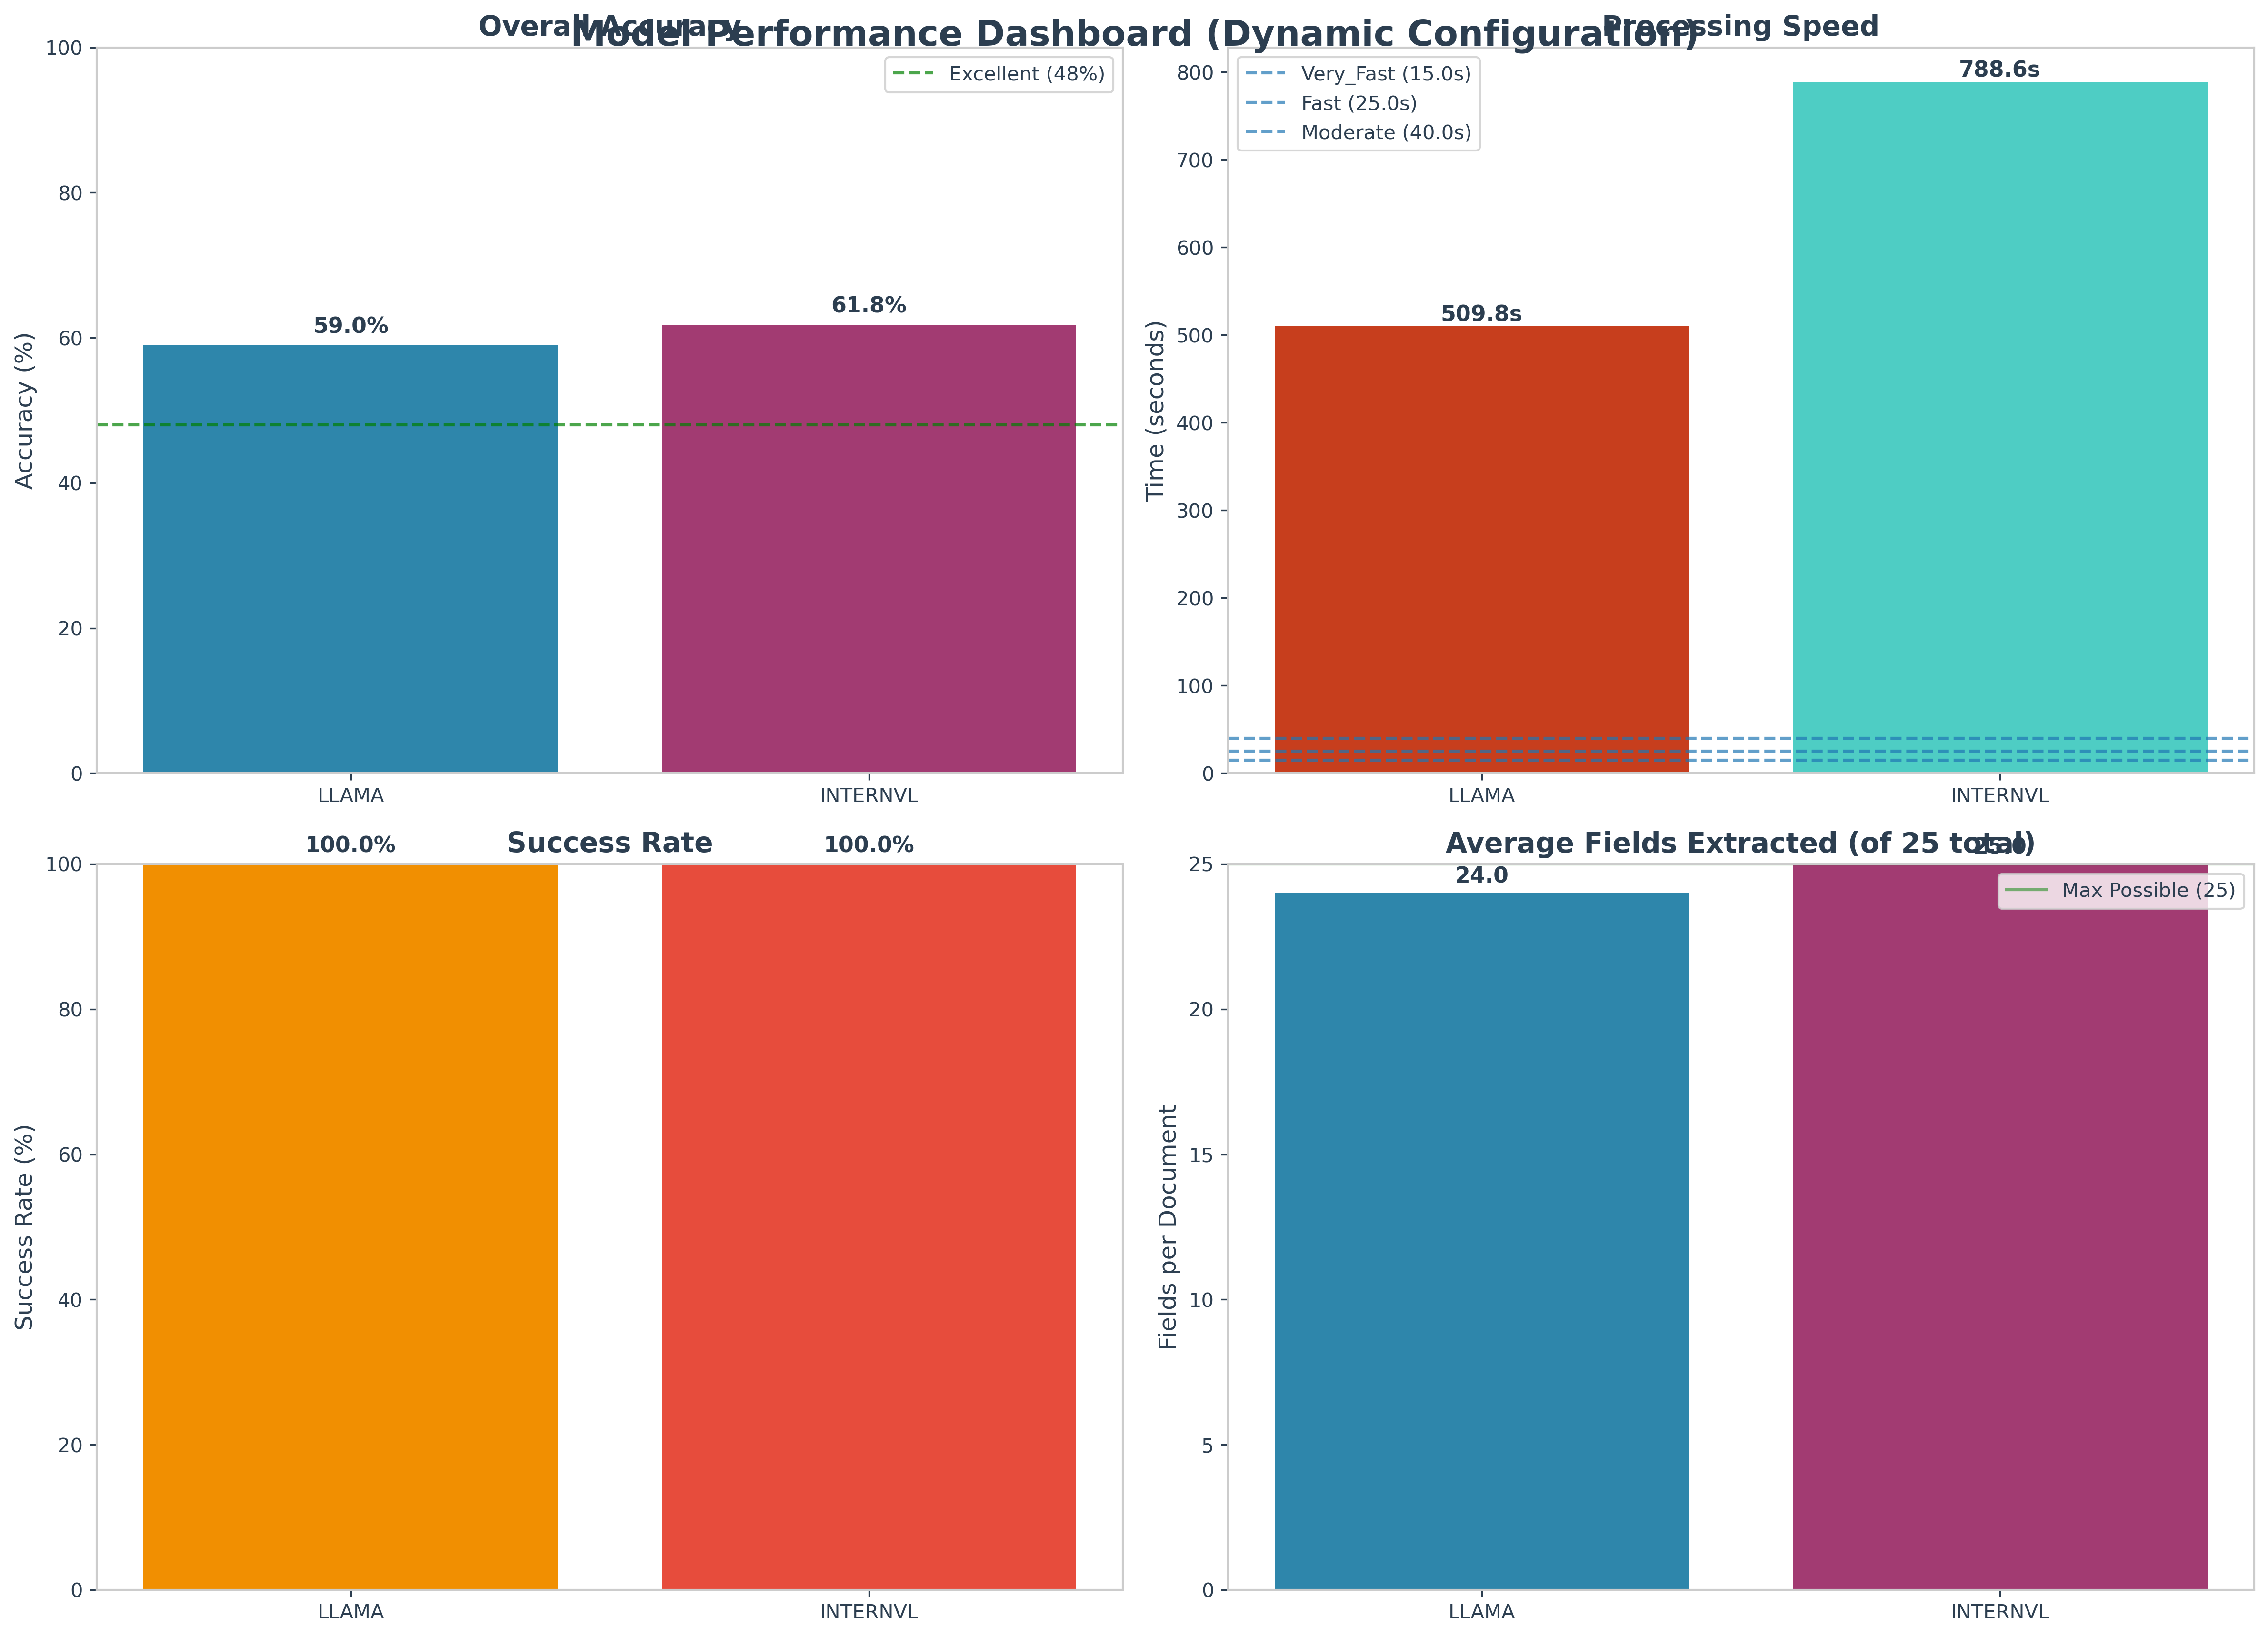 Model Performance Dashboard (Dynamic Configuration)
Overall Accuracy
Accuracy (%)
100
80
60
40
20
0
Excellent (48%)
59.0%
61.8%
LLAMA
INTERNVL
Processing Speed
Time (seconds)
800
700
600
500
400
300
200
100
0
Very_Fast (15.0s)
Fast (25.0s)
Moderate (40.0s)
509.8s
788.6s
LLAMA
INTERNVL
Success Rate
Success Rate (%)
100
80
60
40
20
0
100.0%
100.0%
LLAMA
INTERNVL
Average Fields Extracted (of 25 total)
Fields per Document
25
20
15
10
5
0
24.0
25.0
Max Possible (25)
LLAMA
INTERNVL